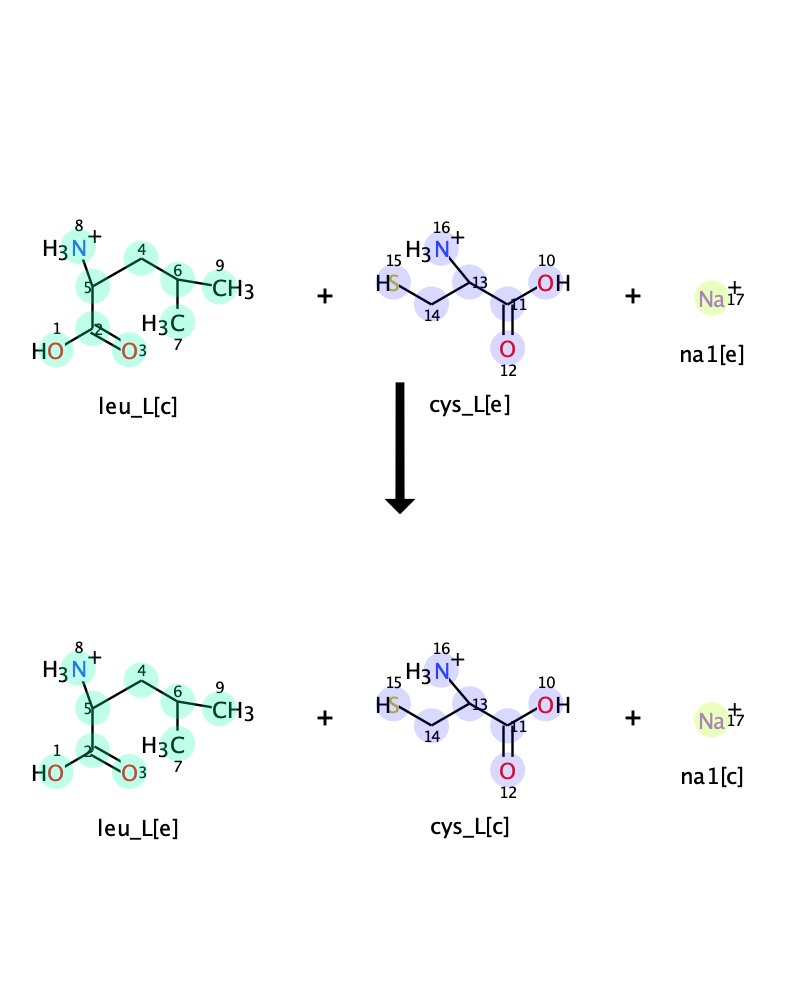 8 16
H3N+ 4 9 H3N+ 10
6 15 17
5 CH3 + HS 13 OH + Na+
H3C 14 11
1 2 7
HO O3 O
12
leu_L[c] cys_L[e] na1[e]
8 16
H3N+ 4 9 H3N+ 10
6 15 17
5 CH3 + HS 13 OH + Na+
H3C 14 11
1 2 7
HO O3 O
12
leu_L[e] cys_L[c] na1[c]